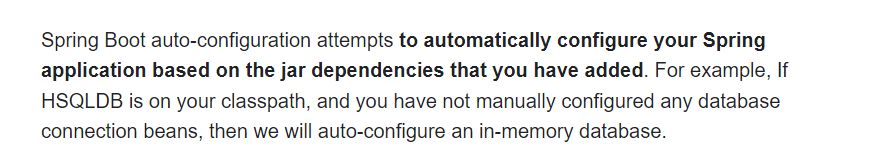 Spring Boot auto-configuration attempts to automatically configure your Spring
application based on the jar dependencies that you have added. For example, If
HSQLDB is on your classpath, and you have not manually configured any database
connection beans, then we will auto-configure an in-memory database.